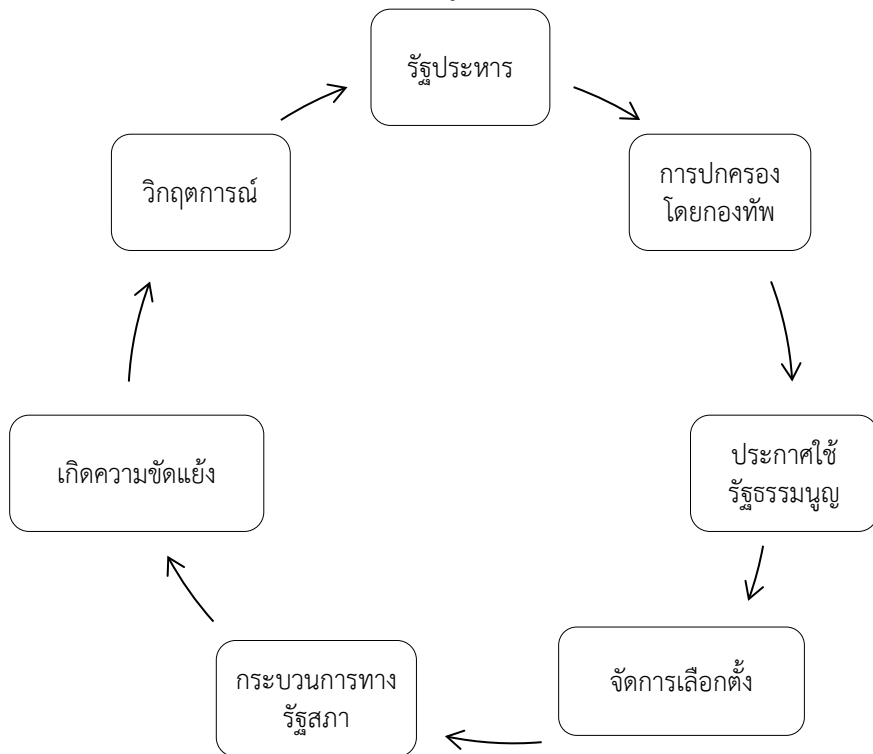 รัฐประหาร
การปกครอง
โดยกองทัพ
ประกาศใช้
รัฐธรรมนูญ
จัดการเลือกตั้ง
กระบวนการทาง
รัฐสภา
เกิดความขัดแย้ง
วิกฤตการณ์